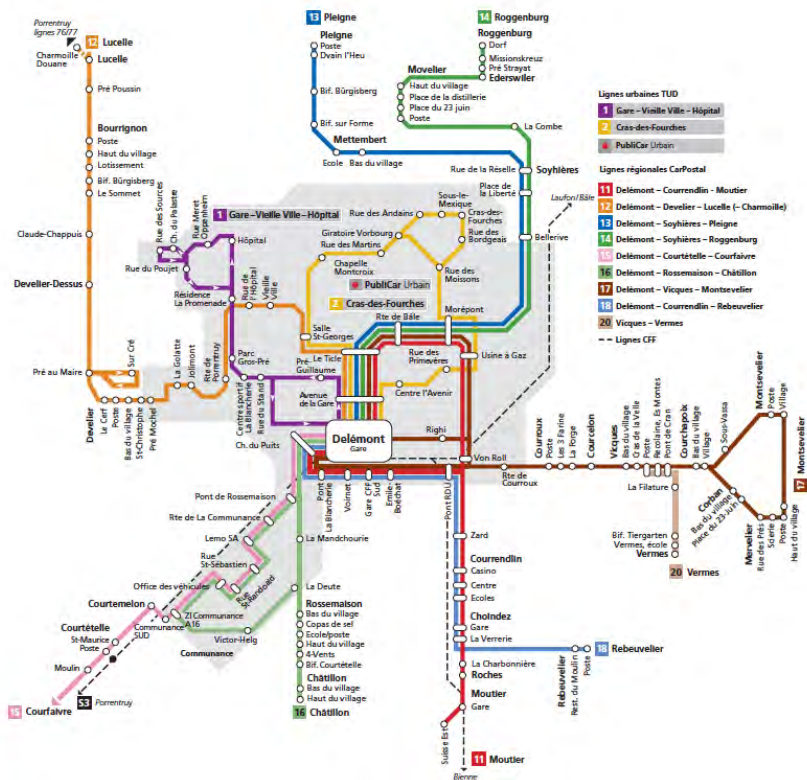 Porrentruy
lignes 76/77
12 Lucelle
Charmoille
Douane
Lucelle
Pré Poussin
Bourrignon
Poste
Haut du village
Lotissement
Bif. Bürgisberg
Le Sommet
Claude-Chappuis
Develier-Dessus
Pré au Maire
Sur Cré
Develier
Le Cerf
Poste
Bas du village
St-Christophe
Pré Mochel
La Golatte
Jolimont
Rte de
Porrentruy
13 Pleigne
Pleigne
Poste
Dvain l'Heu
Bif. Bürgisberg
Bif. sur Forme
Mettembert
Ecole
Bas du village
14 Roggenburg
Roggenburg
Dorf
Missionskreuz
Pré Strayat
Ederswiler
Movelier
Haut du village
Place de la distillerie
Place du 23 juin
Poste
La Combe
Rue de la Réselle
Soyhières
Place de
la Liberté
Bellerive
Laufon/Bâle
Lignes urbaines TUD
1 Gare – Vieille Ville – Hôpital
2 Cras-des-Fourches
PubliCar Urbain
Lignes régionales CarPostal
11 Delémont – Courrendlin - Moutier
12 Delémont – Develier – Lucelle (– Charmoille)
13 Delémont – Soyhières – Pleigne
14 Delémont – Soyhières – Roggenburg
15 Delémont – Courtételle – Courfaivre
16 Delémont – Rossemaison – Châtillon
17 Delémont – Vicques – Montsevelier
18 Delémont – Courrendlin – Rebeuvelier
20 Vicques – Vermes
Lignes CFF
1 Gare – Vieille Ville – Hôpital
Rue des Sources
Ch. du Palastre
Rue Meret
Oppenheim
Hôpital
Rue du Poujet
Résidence
La Promenade
Rue de
l'Hôpital
Vieille
Ville
Parc
Gros-Pré
Centre sportif
La Blancherie
Rue du Stand
Pré
Guillaume
Avenue
de la Gare
Salle
St-Georges
Le Ticle
Rue des Andains
Sous-le-
Mexique
Cras-des-
Fourches
Giratoire Vorbourg
Rue des
Bordgeais
Rue des Martins
Chapelle
Montcroix
Rue des
Moissons
PubliCar Urbain
2 Cras-des-Fourches
Morépont
Rte de Bâle
Rue des
Primevères
Usine à Gaz
Centre l'Avenir
Delémont
Gare
Righi
Von Roll
Ch. du Puits
Pont
La Blancherie
Voirnet
Gare CFF
Sud
Emile-
Boéchat
Pont RDU
Rte de
Courroux
Courroux
Poste
Les 3 Farine
La Forge
Courcelon
Vicques
Bas du village
Cras de la Velle
Poste
Recolaine, Es Montes
Pont de Cran
Courchapoix
Bas du village
Village
La Filature
Bif. Tiergarten
Vermes, école
Vermes
20 Vermes
Sous-Vassa
Montsevelier
Poste
Village
17 Montsevelier
Corban
Bas du village
Place du 23-Juin
Mervelier
Rue des Prés
Scierie
Poste
Haut du village
Pont de Rossemaison
Rte de La Communance
Lemo SA
Rue
St-Sébastien
Office des véhicules
Rue
St-Randoald
Courtemelon
ZI Communance
A16
Communance
SUD
Courtételle
St-Maurice
Poste
Moulin
15 Courfaivre
S3 Porrentruy
Victor-Helg
Communance
La Mandchourie
La Deute
Rossemaison
Bas du village
Copas de sel
Ecole/poste
Haut du village
4-Vents
Bif. Courtételle
Châtillon
Bas du village
Haut du village
16 Châtillon
Zard
Courrendlin
Casino
Centre
Ecoles
Choindez
Gare
La Verrerie
La Charbonnière
Roches
Moutier
Gare
Suisse Est
11 Moutier
Bienne
Rebeuvelier
Rest. du Moulin
Poste
18 Rebeuvelier